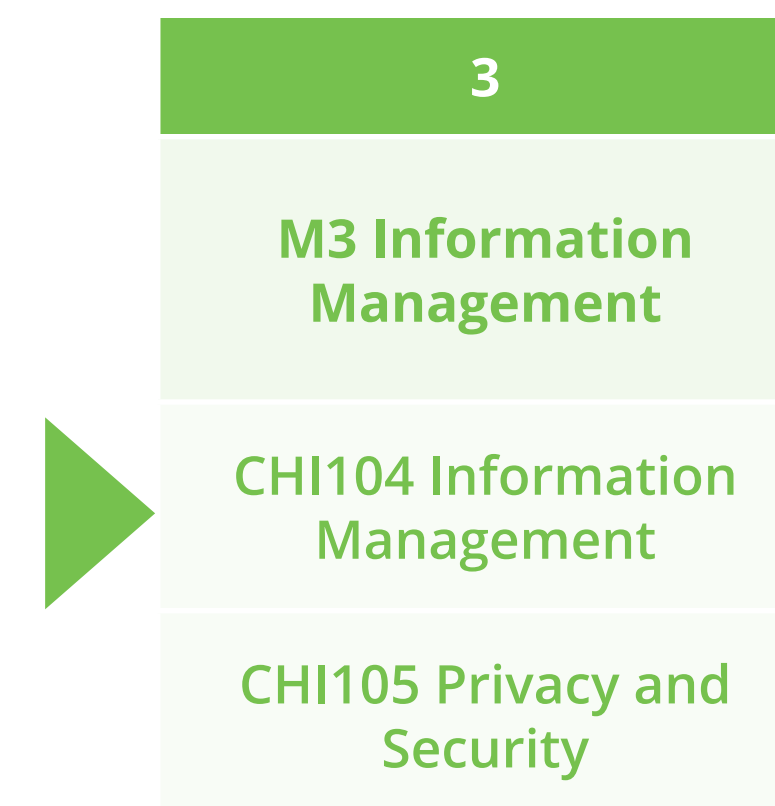 3
M3 Information
Management
CHI104 Information
Management
CHI105 Privacy and
Security